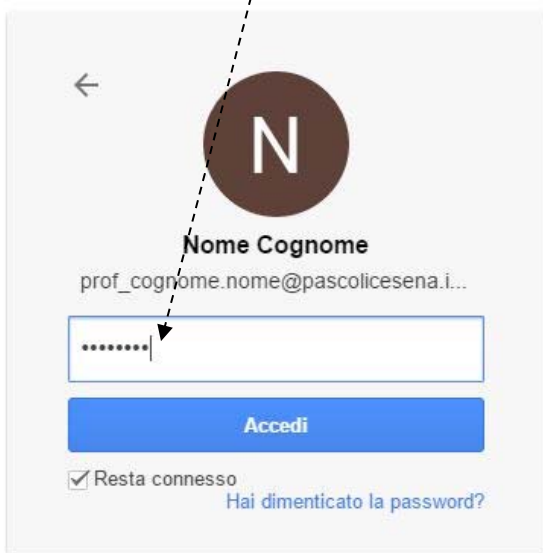 N
Nome Cognome
prof_cognome.nome@pascolicesena.i...
••••••••
Accedi
Resta connesso
Hai dimenticato la password?